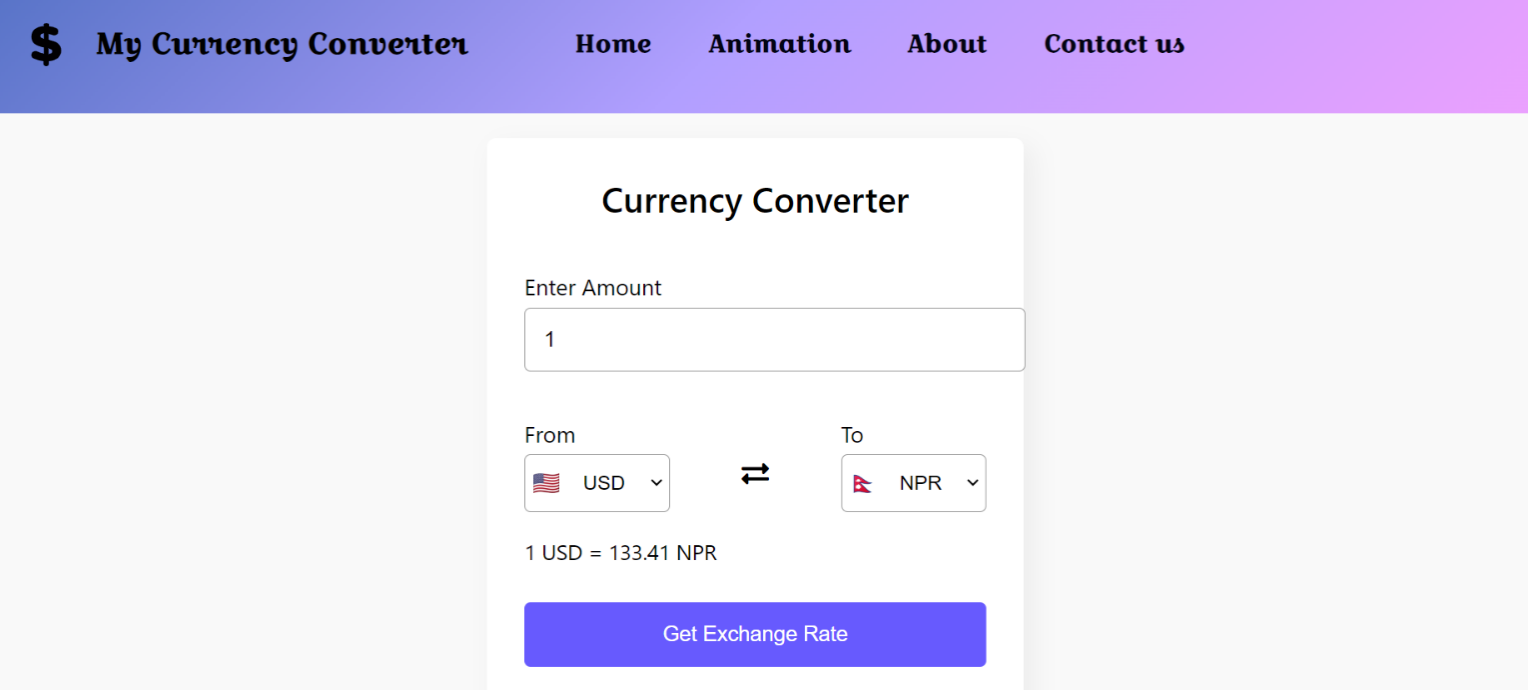 $ My Currency Converter Home Animation About Contact us
Currency Converter
Enter Amount
1
From To
USD NPR
1 USD = 133.41 NPR
Get Exchange Rate